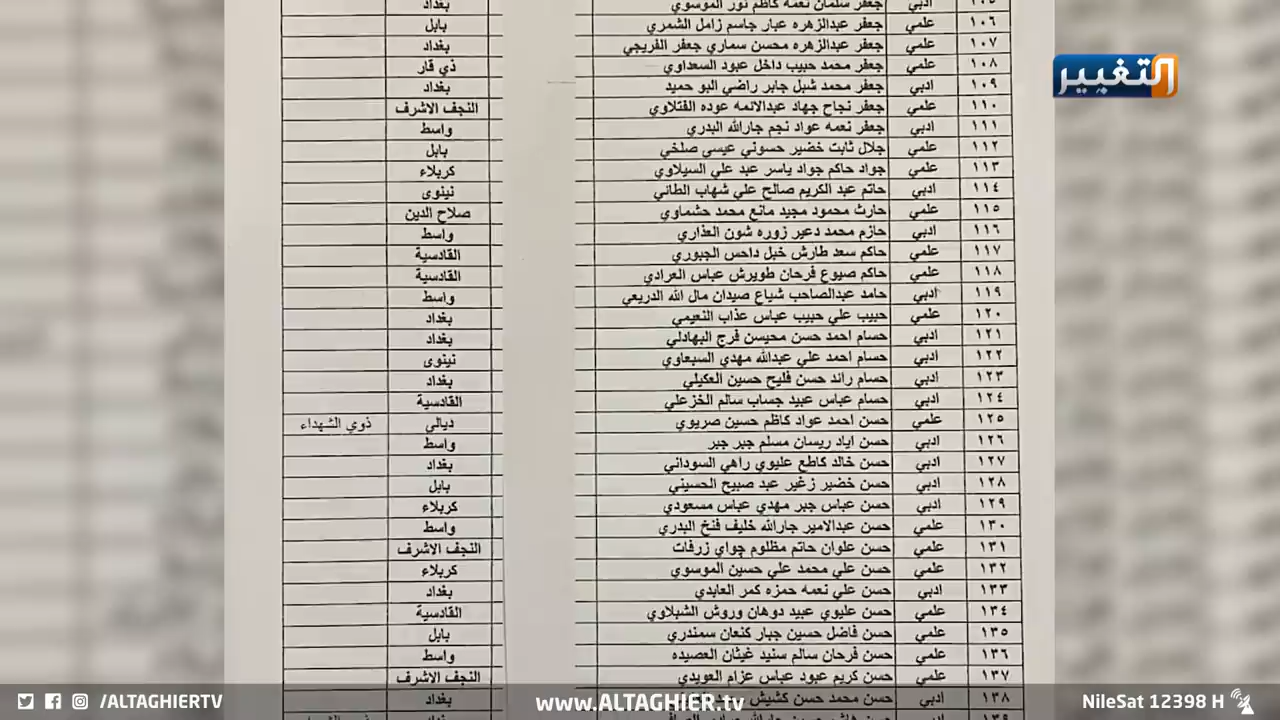 التغيير
١٠٥ ادبي جعفر سلمان نعمه كاظم نور الموسوي بغداد
١٠٦ علمي جعفر عبدالزهره عبار جاسم زامل الشمري بابل
١٠٧ علمي جعفر عبدالزهره محسن سماري جعفر الفريجي بغداد
١٠٨ علمي جعفر محمد حبيب داخل عبود السعداوي ذي قار
١٠٩ ادبي جعفر محمد شبل جابر راضي البو حميد بغداد
١١٠ علمي جعفر نجاح جهاد عبدالائمه عوده الفتلاوي النجف الاشرف
١١١ ادبي جعفر نعمه عواد نجم جارالله البدري واسط
١١٢ علمي جلال ثابت خضير حسوني عيسى صلخي بابل
١١٣ علمي جواد حاكم جواد ياسر عبد علي السيلاوي كربلاء
١١٤ ادبي حاتم عبد الكريم صالح علي شهاب الطائي نينوى
١١٥ علمي حارث محمود مجيد مانع محمد حشماوي صلاح الدين
١١٦ ادبي حازم محمد دعير زوره شون العذاري واسط
١١٧ علمي حاكم سعد طارش خبل داحس الجبوري القادسية
١١٨ علمي حاكم صيوع فرحان طويرش عباس العرادي القادسية
١١٩ ادبي حامد عبدالصاحب شياع صيدان مال الله الدريعي واسط
١٢٠ علمي حبيب علي حبيب عباس عذاب النعيمي بغداد
١٢١ ادبي حسام احمد حسن محيسن فرج البهادلي بغداد
١٢٢ ادبي حسام احمد علي عبدالله مهدي السبعاوي نينوى
١٢٣ ادبي حسام رائد حسن فليح حسين العكيلي بغداد
١٢٤ ادبي حسام عباس عبيد جساب سالم الخزعلي القادسية
١٢٥ علمي حسن احمد عواد كاظم حسين صريوي ديالى ذوي الشهداء
١٢٦ ادبي حسن اياد ريسان مسلم جبر جبر واسط
١٢٧ ادبي حسن خالد كاطع عليوي راهي السوداني بغداد
١٢٨ ادبي حسن خضير زغير عبد صبيح الحسيني بابل
١٢٩ ادبي حسن عباس جبر مهدي عباس مسعودي كربلاء
١٣٠ علمي حسن عبدالامير جارالله خليف فنخ البدري واسط
١٣١ علمي حسن علوان حاتم مظلوم چواي زرفات النجف الاشرف
١٣٢ علمي حسن علي محمد علي حسين الموسوي كربلاء
١٣٣ ادبي حسن علي نعمه حمزه كمر العابدي بغداد
١٣٤ علمي حسن عليوي عبيد دوهان وروش الشبلاوي القادسية
١٣٥ علمي حسن فاضل حسين جبار كنعان سمندري بابل
١٣٦ علمي حسن فرحان سالم سنيد غيثان العصيده واسط
١٣٧ علمي حسن كريم عبود عباس عزام العويدي النجف الاشرف
١٣٨ ادبي حسن محمد حسن كشيش بغداد
/ALTAGHIERTV www.ALTAGHIER.tv NileSat 12398 H